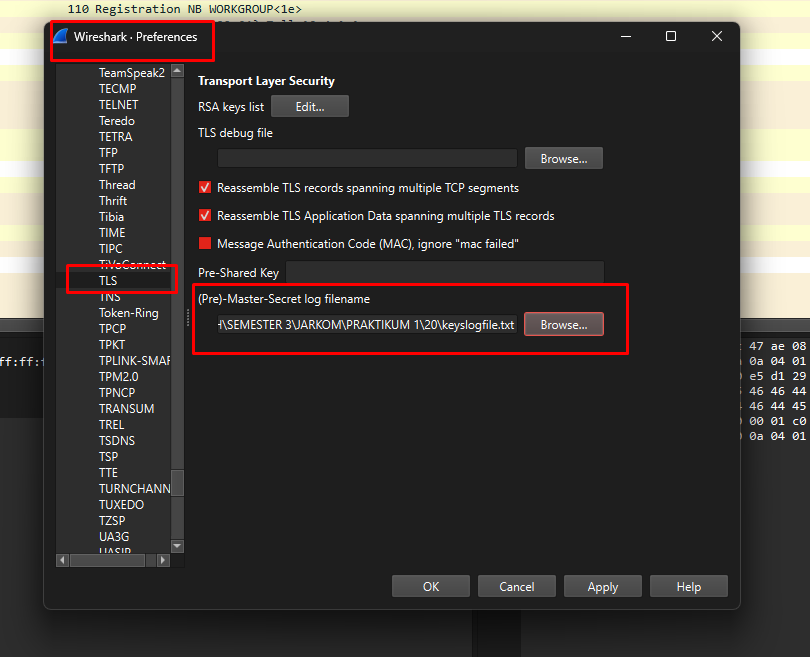 110 Registration NB WORKGROUP<1e>
Wireshark · Preferences
TeamSpeak2
TECMP
TELNET
Teredo
TETRA
TFP
TFTP
Thread
Thrift
Tibia
TIME
TIPC
TiVoConnect
TLS
TNS
Token-Ring
TPCP
TPKT
TPLINK-SMAR
TPM2.0
TPNCP
TRANSUM
TREL
TSDNS
TSP
TTE
TURNCHANN
TUXEDO
TZSP
UA3G
UASIP
Transport Layer Security
RSA keys list Edit...
TLS debug file
Browse...
Reassemble TLS records spanning multiple TCP segments
Reassemble TLS Application Data spanning multiple TLS records
Message Authentication Code (MAC), ignore "mac failed"
Pre-Shared Key
(Pre)-Master-Secret log filename
\SEMESTER 3\JARKOM\PRAKTIKUM 1\20\keyslogfile.txt Browse...
OK Cancel Apply Help
ff:ff:
47 ae 08
0a 04 01
e5 d1 29
46 46 44
46 44 45
00 01 c0
0a 04 01